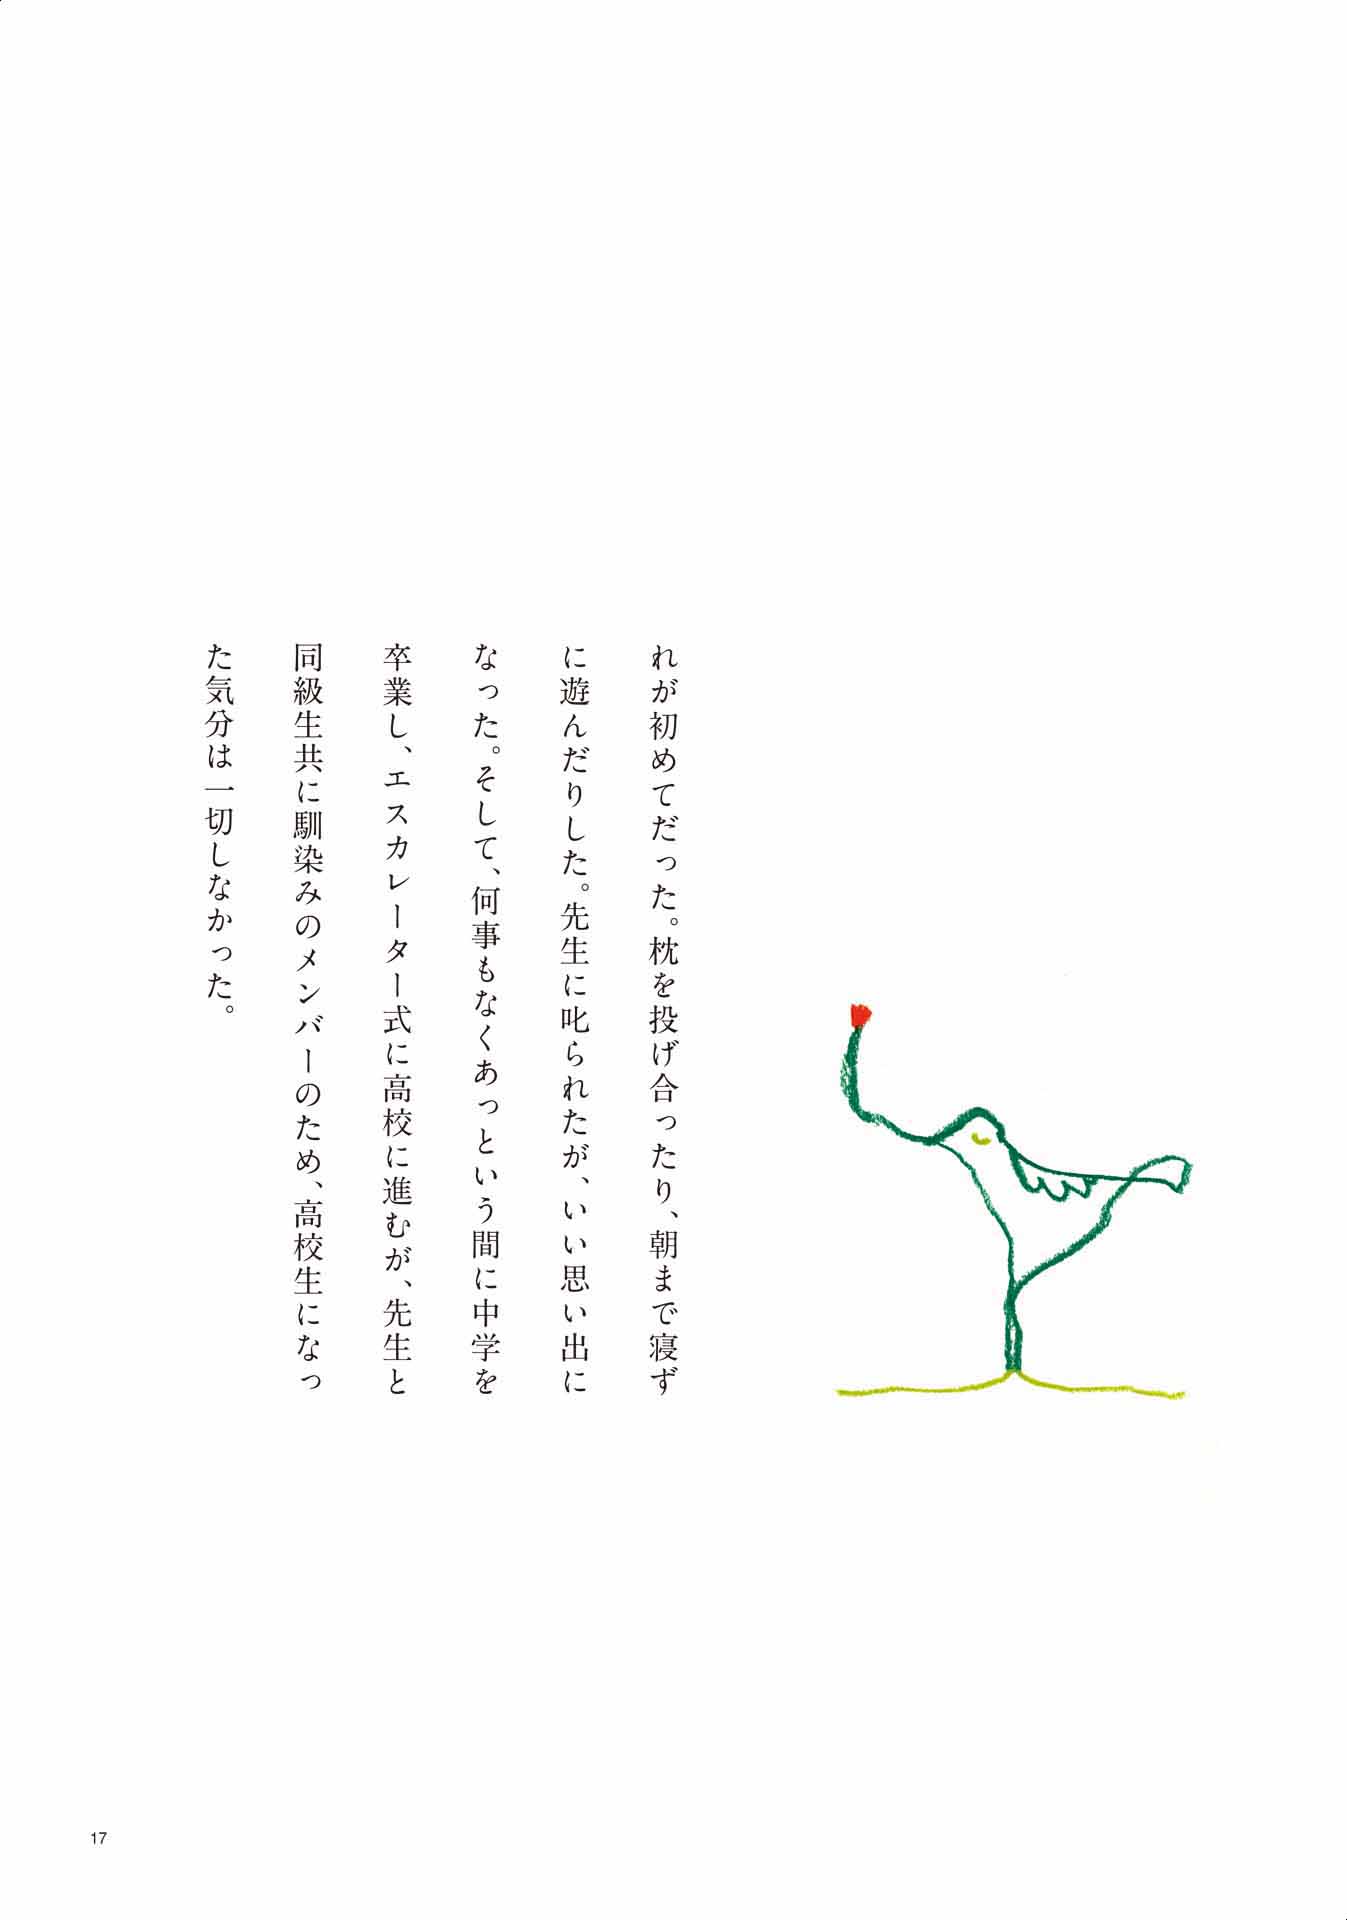 れが初めてだった。枕を投げ合ったり、朝まで寝ず
に遊んだりした。先生に叱られたが、いい思い出に
なった。そして、何事もなくあっという間に中学を
卒業し、エスカレーター式に高校に進むが、先生と
同級生共に馴染みのメンバーのため、高校生になっ
た気分は一切しなかった。
17